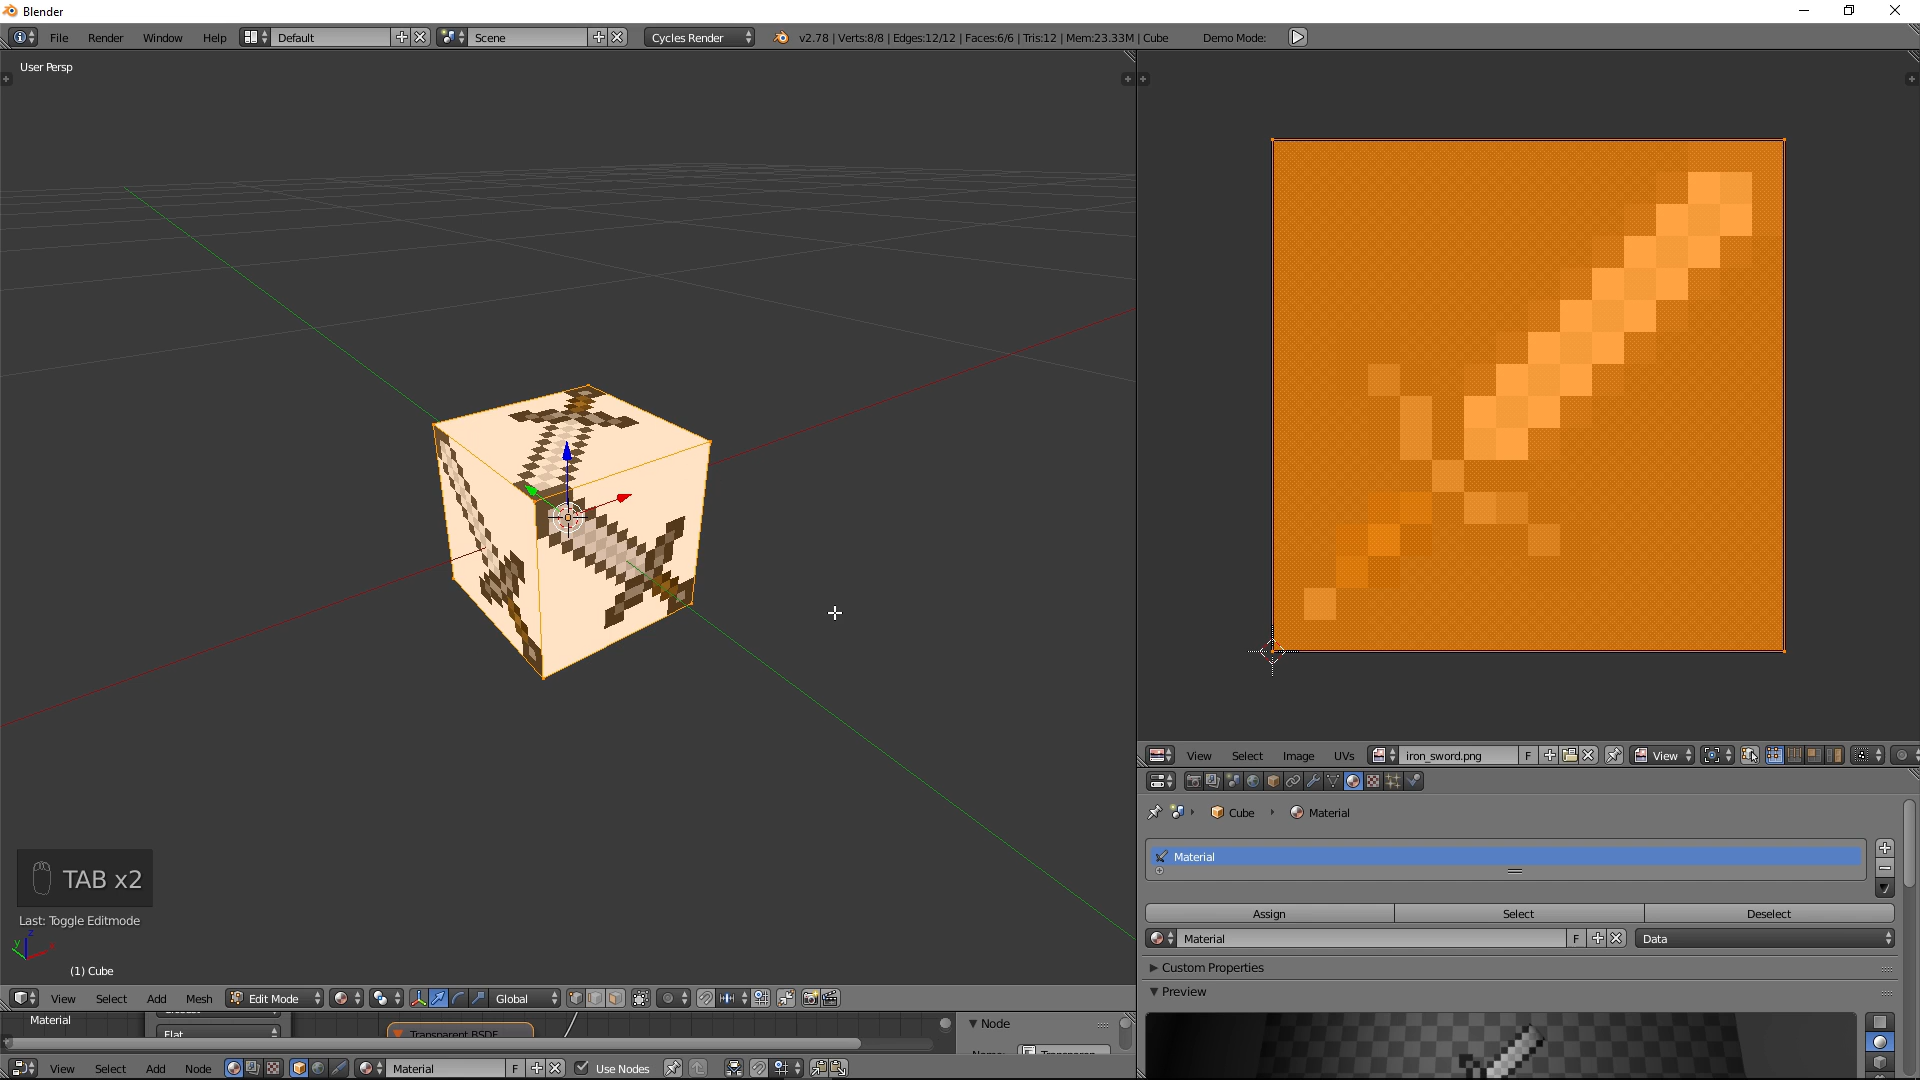 Blender
File Render Window Help Default Scene Cycles Render v2.78 | Verts:8/8 | Edges:12/12 | Faces:6/6 | Tris:12 | Mem:23.33M | Cube Demo Mode:
User Persp
TAB x2
Last: Toggle Editmode
z
y
x
(1) Cube
View Select Add Mesh Edit Mode Global
Material
Flat
Transparent BSDF
Node
Name:
View Select Add Node Material F Use Nodes
View Select Image UVs iron_sword.png F View
Cube Material
Material
Assign Select Deselect
Material F Data
Custom Properties
Preview